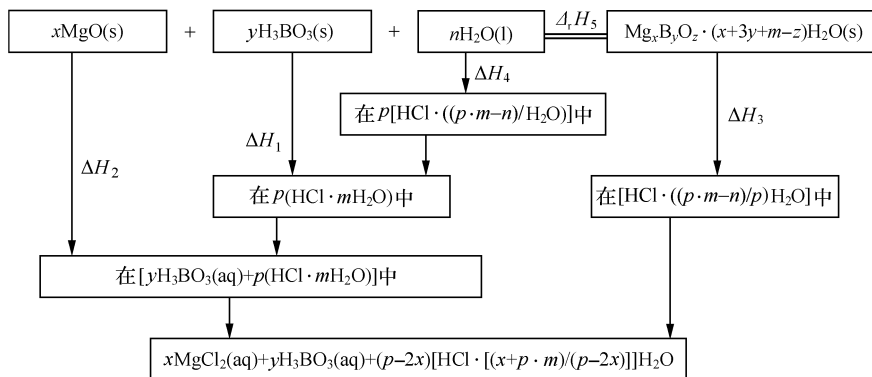 xMgO(s) + yH₃BO₃(s) + nH₂O(l) ΔᵣH₅ MgₓBᵧO_z·(x+3y+m−z)H₂O(s)
ΔH₄
在p[HCl·((p·m−n)/H₂O)]中
ΔH₂ ΔH₁ ΔH₃
在p(HCl·mH₂O)中 在[HCl·((p·m−n)/p)H₂O]中
在[yH₃BO₃(aq)+p(HCl·mH₂O)]中
xMgCl₂(aq)+yH₃BO₃(aq)+(p−2x)[HCl·[(x+p·m)/(p−2x)]]H₂O